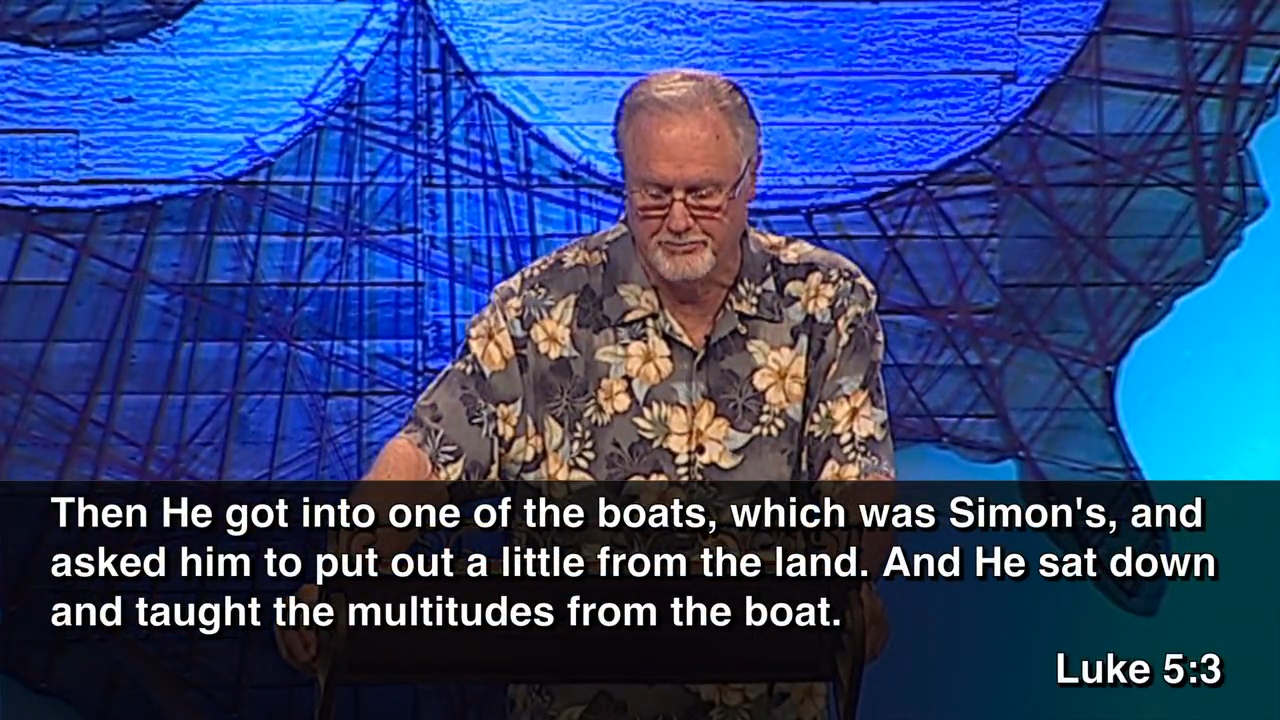 Then He got into one of the boats, which was Simon's, and
asked him to put out a little from the land. And He sat down
and taught the multitudes from the boat.
Luke 5:3